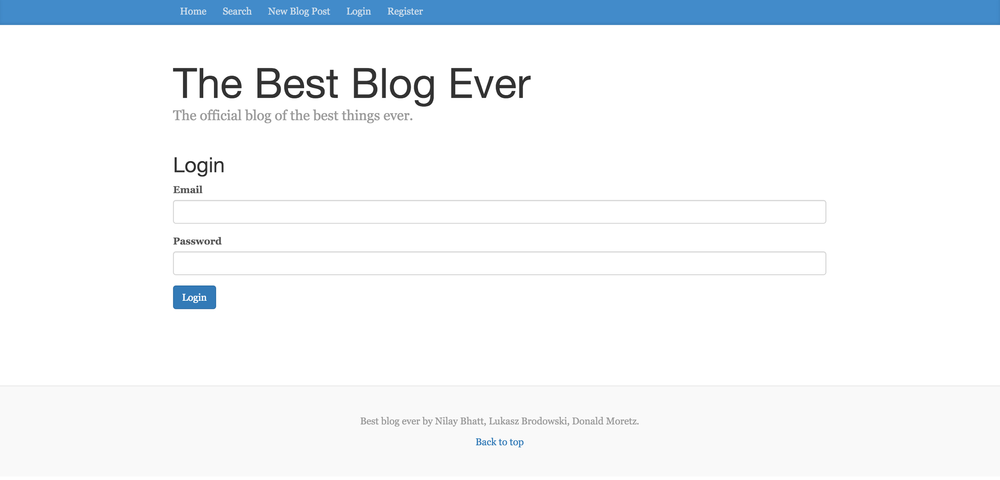 Home Search New Blog Post Login Register
The Best Blog Ever
The official blog of the best things ever.
Login
Email
Password
Login
Best blog ever by Nilay Bhatt, Lukasz Brodowski, Donald Moretz.
Back to top